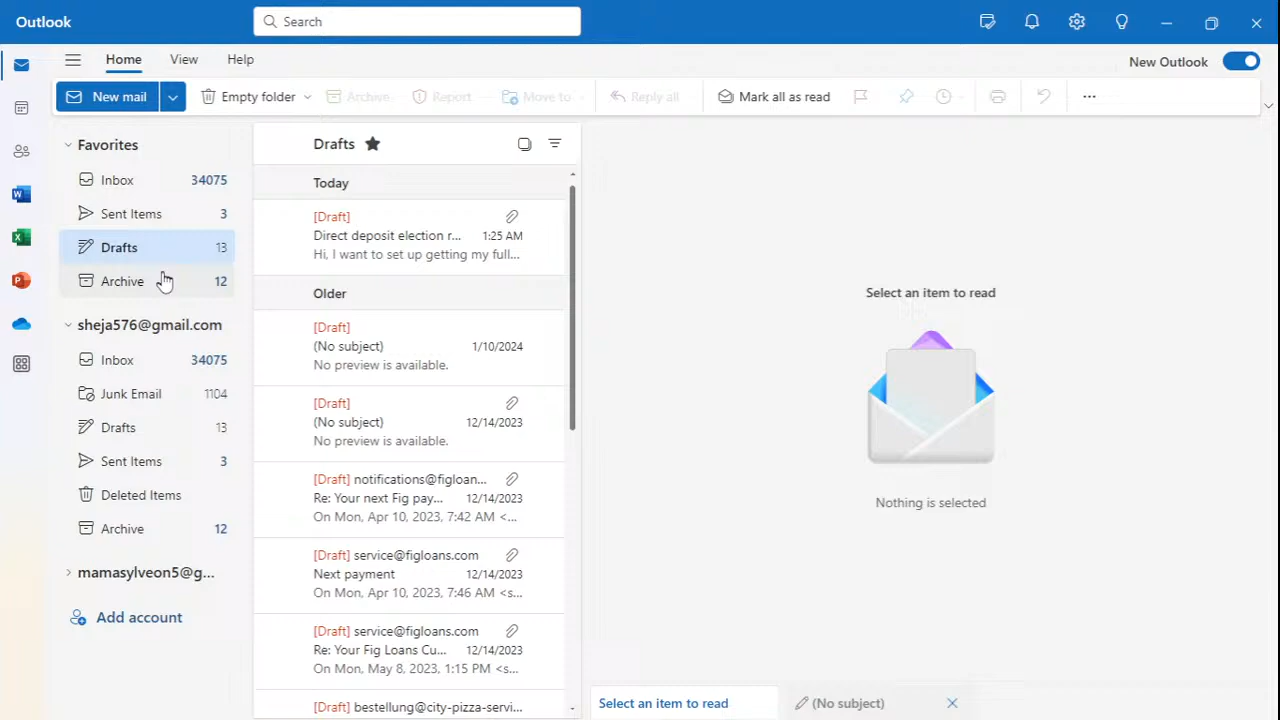 Outlook
Search
Home
View
Help
New Outlook
New mail
Empty folder
Archive
Report
Move to
Reply all
Mark all as read
...
Favorites
Inbox 34075
Sent Items 3
Drafts 13
Archive 12
sheja576@gmail.com
Inbox 34075
Junk Email 1104
Drafts 13
Sent Items 3
Deleted Items
Archive 12
mamasylveon5@g...
Add account
Drafts
Today
[Draft]
Direct deposit election r... 1:25 AM
Hi, I want to set up getting my full...
Older
[Draft]
(No subject) 1/10/2024
No preview is available.
[Draft]
(No subject) 12/14/2023
No preview is available.
[Draft] notifications@figloan...
Re: Your next Fig pay... 12/14/2023
On Mon, Apr 10, 2023, 7:42 AM <...
[Draft] service@figloans.com
Next payment 12/14/2023
On Mon, Apr 10, 2023, 7:46 AM <s...
[Draft] service@figloans.com
Re: Your Fig Loans Cu... 12/14/2023
On Mon, May 8, 2023, 1:15 PM <s...
[Draft] bestellung@city-pizza-servi...
Select an item to read
Nothing is selected
Select an item to read
(No subject)